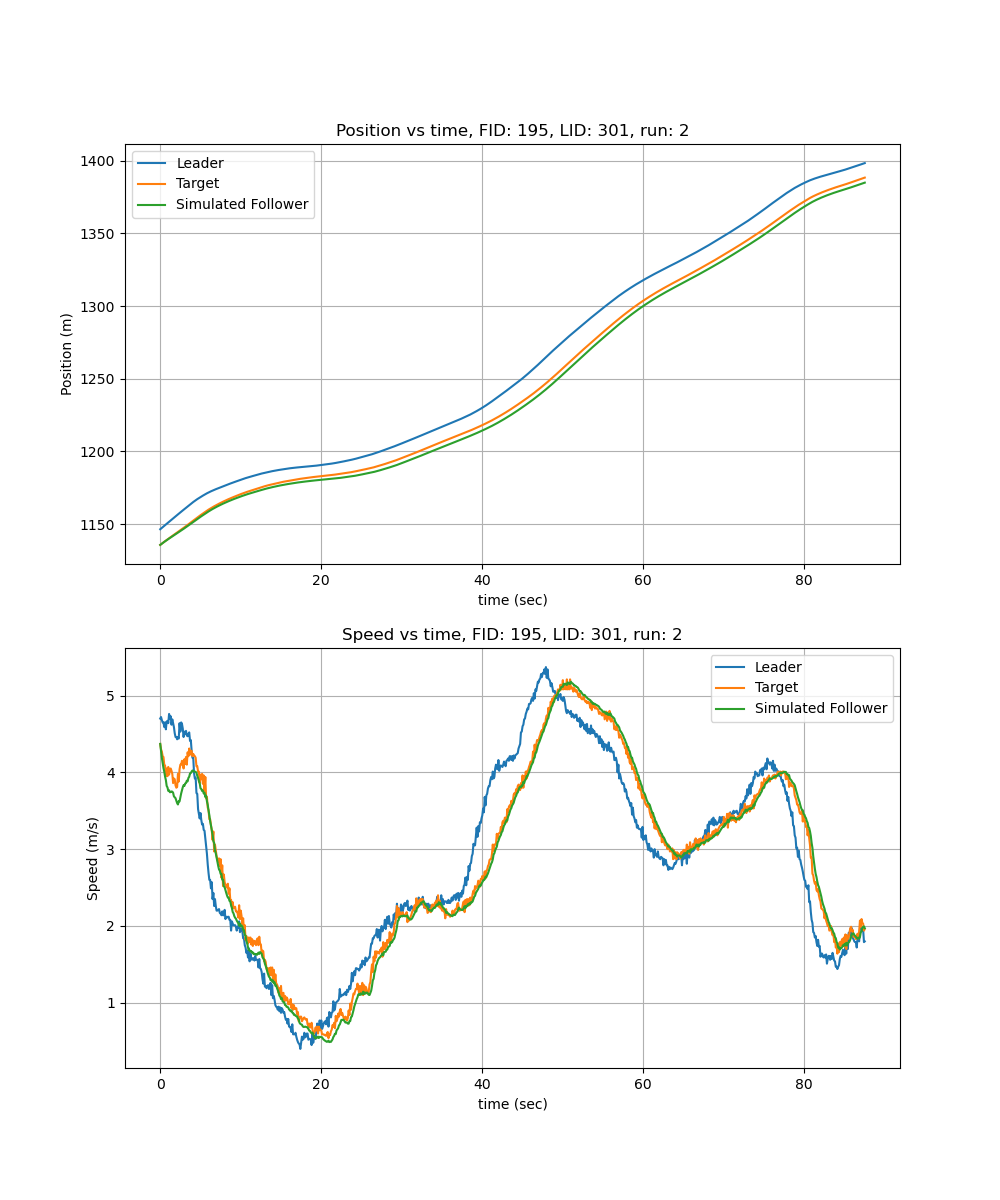 Position vs time, FID: 195, LID: 301, run: 2
Leader
Target
Simulated Follower
Position (m)
1400
1350
1300
1250
1200
1150
0 20 40 60 80
time (sec)
Speed vs time, FID: 195, LID: 301, run: 2
Leader
Target
Simulated Follower
Speed (m/s)
5
4
3
2
1
0 20 40 60 80
time (sec)